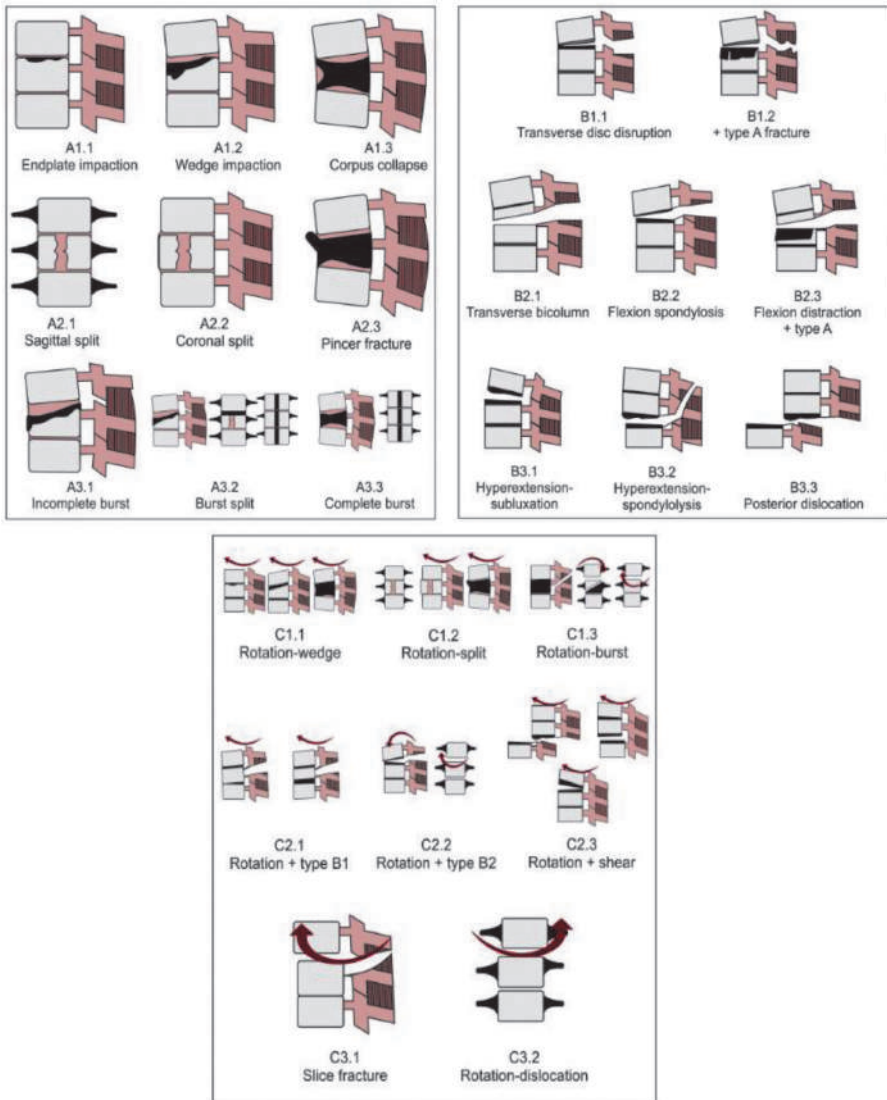 A1.1
Endplate impaction
A1.2
Wedge impaction
A1.3
Corpus collapse
A2.1
Sagittal split
A2.2
Coronal split
A2.3
Pincer fracture
A3.1
Incomplete burst
A3.2
Burst split
A3.3
Complete burst
B1.1
Transverse disc disruption
B1.2
+ type A fracture
B2.1
Transverse bicolumn
B2.2
Flexion spondylosis
B2.3
Flexion distraction
+ type A
B3.1
Hyperextension-
subluxation
B3.2
Hyperextension-
spondylolysis
B3.3
Posterior dislocation
C1.1
Rotation-wedge
C1.2
Rotation-split
C1.3
Rotation-burst
C2.1
Rotation + type B1
C2.2
Rotation + type B2
C2.3
Rotation + shear
C3.1
Slice fracture
C3.2
Rotation-dislocation